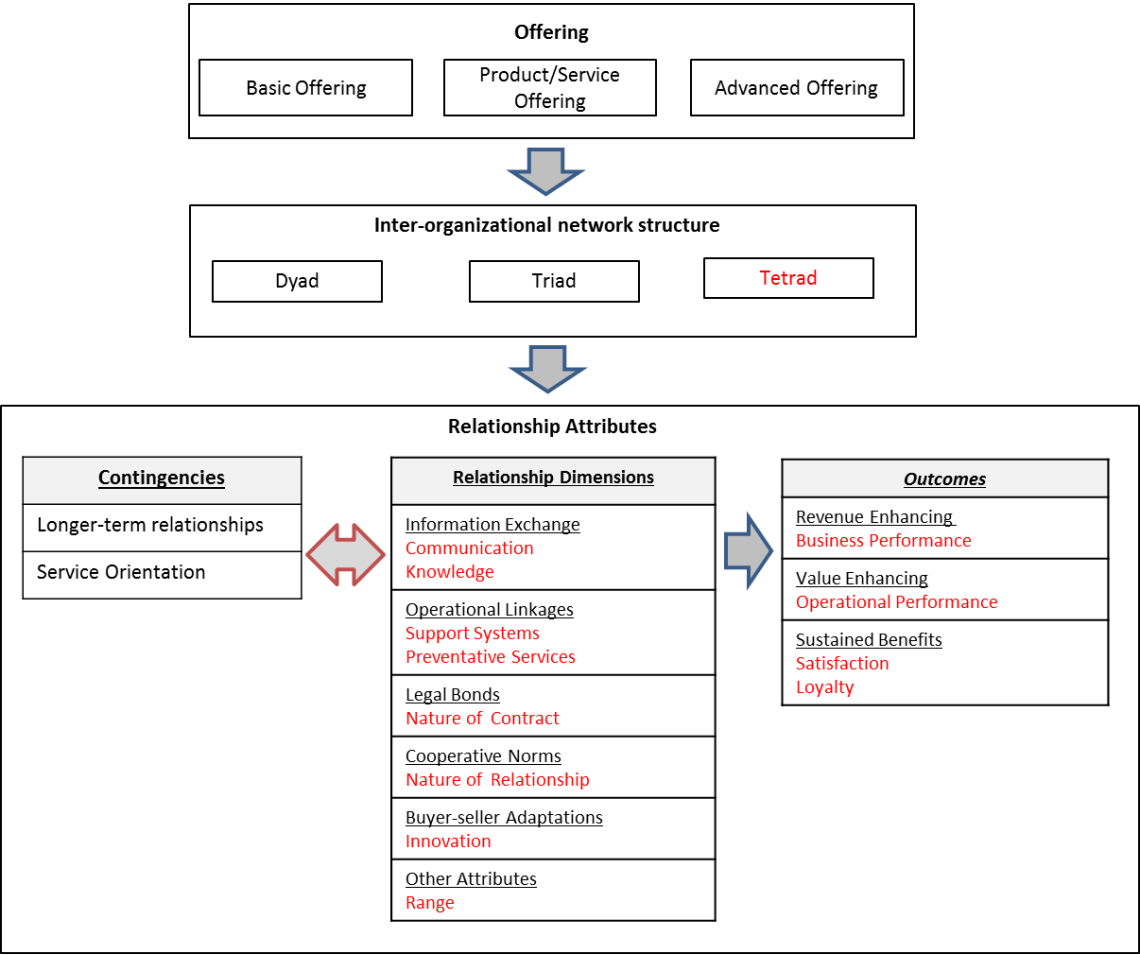 Offering
Basic Offering
Product/Service
Offering
Advanced Offering
Inter-organizational network structure
Dyad
Triad
Tetrad
Relationship Attributes
Contingencies
Longer-term relationships
Service Orientation
Relationship Dimensions
Information Exchange
Communication
Knowledge
Operational Linkages
Support Systems
Preventative Services
Legal Bonds
Nature of Contract
Cooperative Norms
Nature of Relationship
Buyer-seller Adaptations
Innovation
Other Attributes
Range
Outcomes
Revenue Enhancing
Business Performance
Value Enhancing
Operational Performance
Sustained Benefits
Satisfaction
Loyalty